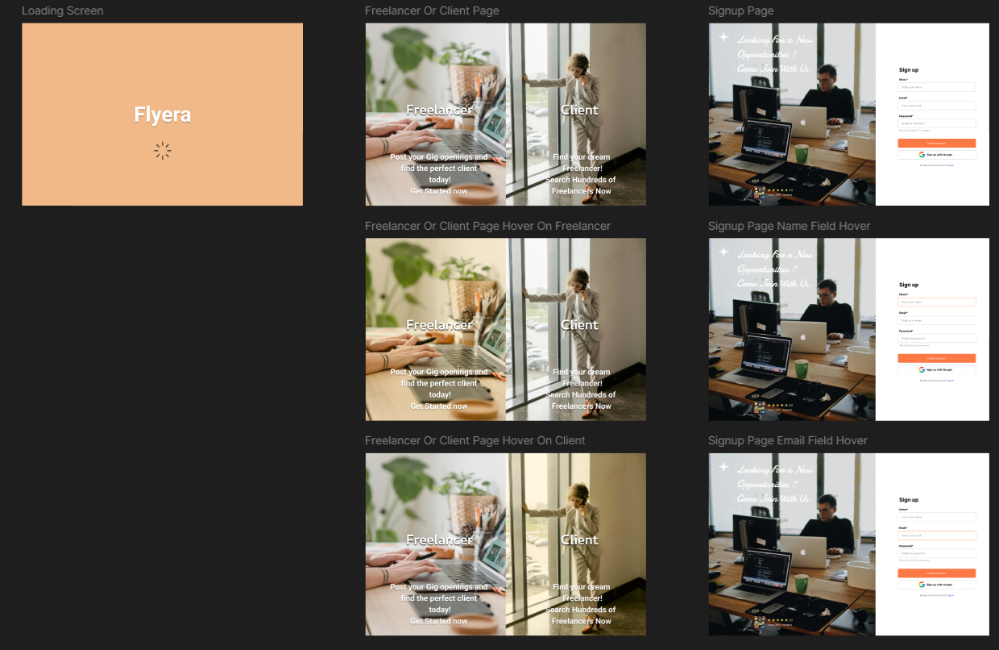 Loading Screen
Flyera
Freelancer Or Client Page
Freelancer
Post your Gig openings and
find the perfect client
today!
Get Started now
Client
Find your dream
Freelancer!
Search Hundreds of
Freelancers Now
Signup Page
Looking For a New
Opportunities ?
Come Join With Us.
Sign up
Name*
Enter your name
Email*
Enter your email
Password*
Create a password
Create account
Sign up with Google
Log in
Freelancer Or Client Page Hover On Freelancer
Freelancer
Post your Gig openings and
find the perfect client
today!
Get Started now
Client
Find your dream
Freelancer!
Search Hundreds of
Freelancers Now
Signup Page Name Field Hover
Looking For a New
Opportunities ?
Come Join With Us.
Sign up
Name*
Enter your name
Email*
Enter your email
Password*
Create a password
Create account
Sign up with Google
Log in
Freelancer Or Client Page Hover On Client
Freelancer
Post your Gig openings and
find the perfect client
today!
Get Started now
Client
Find your dream
Freelancer!
Search Hundreds of
Freelancers Now
Signup Page Email Field Hover
Looking For a New
Opportunities ?
Come Join With Us.
Sign up
Name*
Enter your name
Email*
Enter your email
Password*
Create a password
Create account
Sign up with Google
Log in